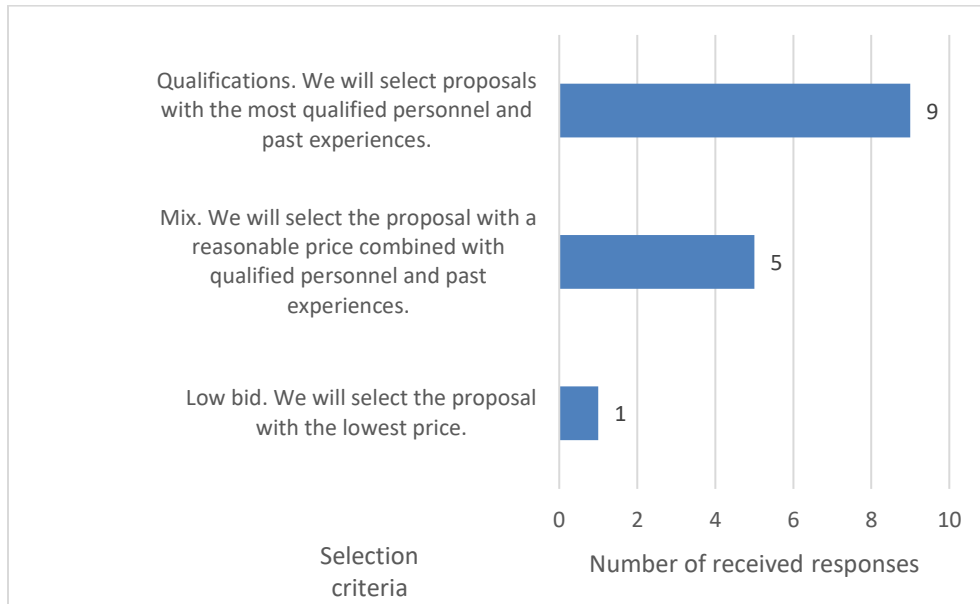 Qualifications. We will select proposals
with the most qualified personnel and
past experiences.
9
Mix. We will select the proposal with a
reasonable price combined with
qualified personnel and past
experiences.
5
Low bid. We will select the proposal
with the lowest price.
1
0 2 4 6 8 10
Selection
criteria
Number of received responses